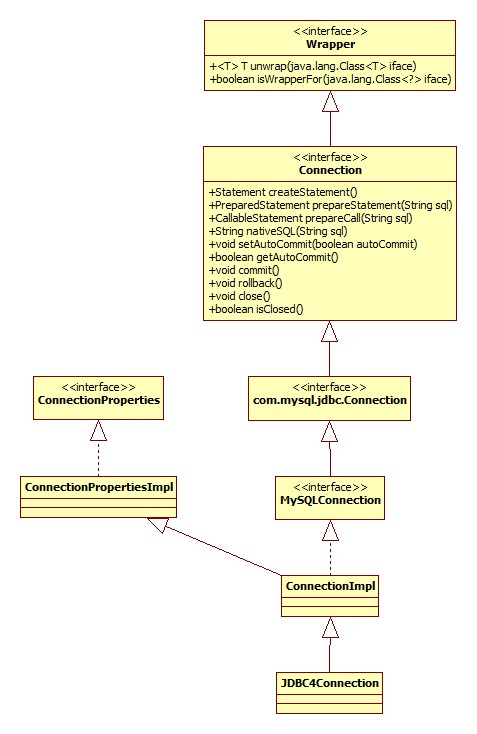 <<interface>>
Wrapper
+<T> T unwrap(java.lang.Class<T> iface)
+boolean isWrapperFor(java.lang.Class<?> iface)
<<interface>>
Connection
+Statement createStatement()
+PreparedStatement prepareStatement(String sql)
+CallableStatement prepareCall(String sql)
+String nativeSQL(String sql)
+void setAutoCommit(boolean autoCommit)
+boolean getAutoCommit()
+void commit()
+void rollback()
+void close()
+boolean isClosed()
<<interface>>
ConnectionProperties
<<interface>>
com.mysql.jdbc.Connection
ConnectionPropertiesImpl
<<interface>>
MySQLConnection
ConnectionImpl
JDBC4Connection